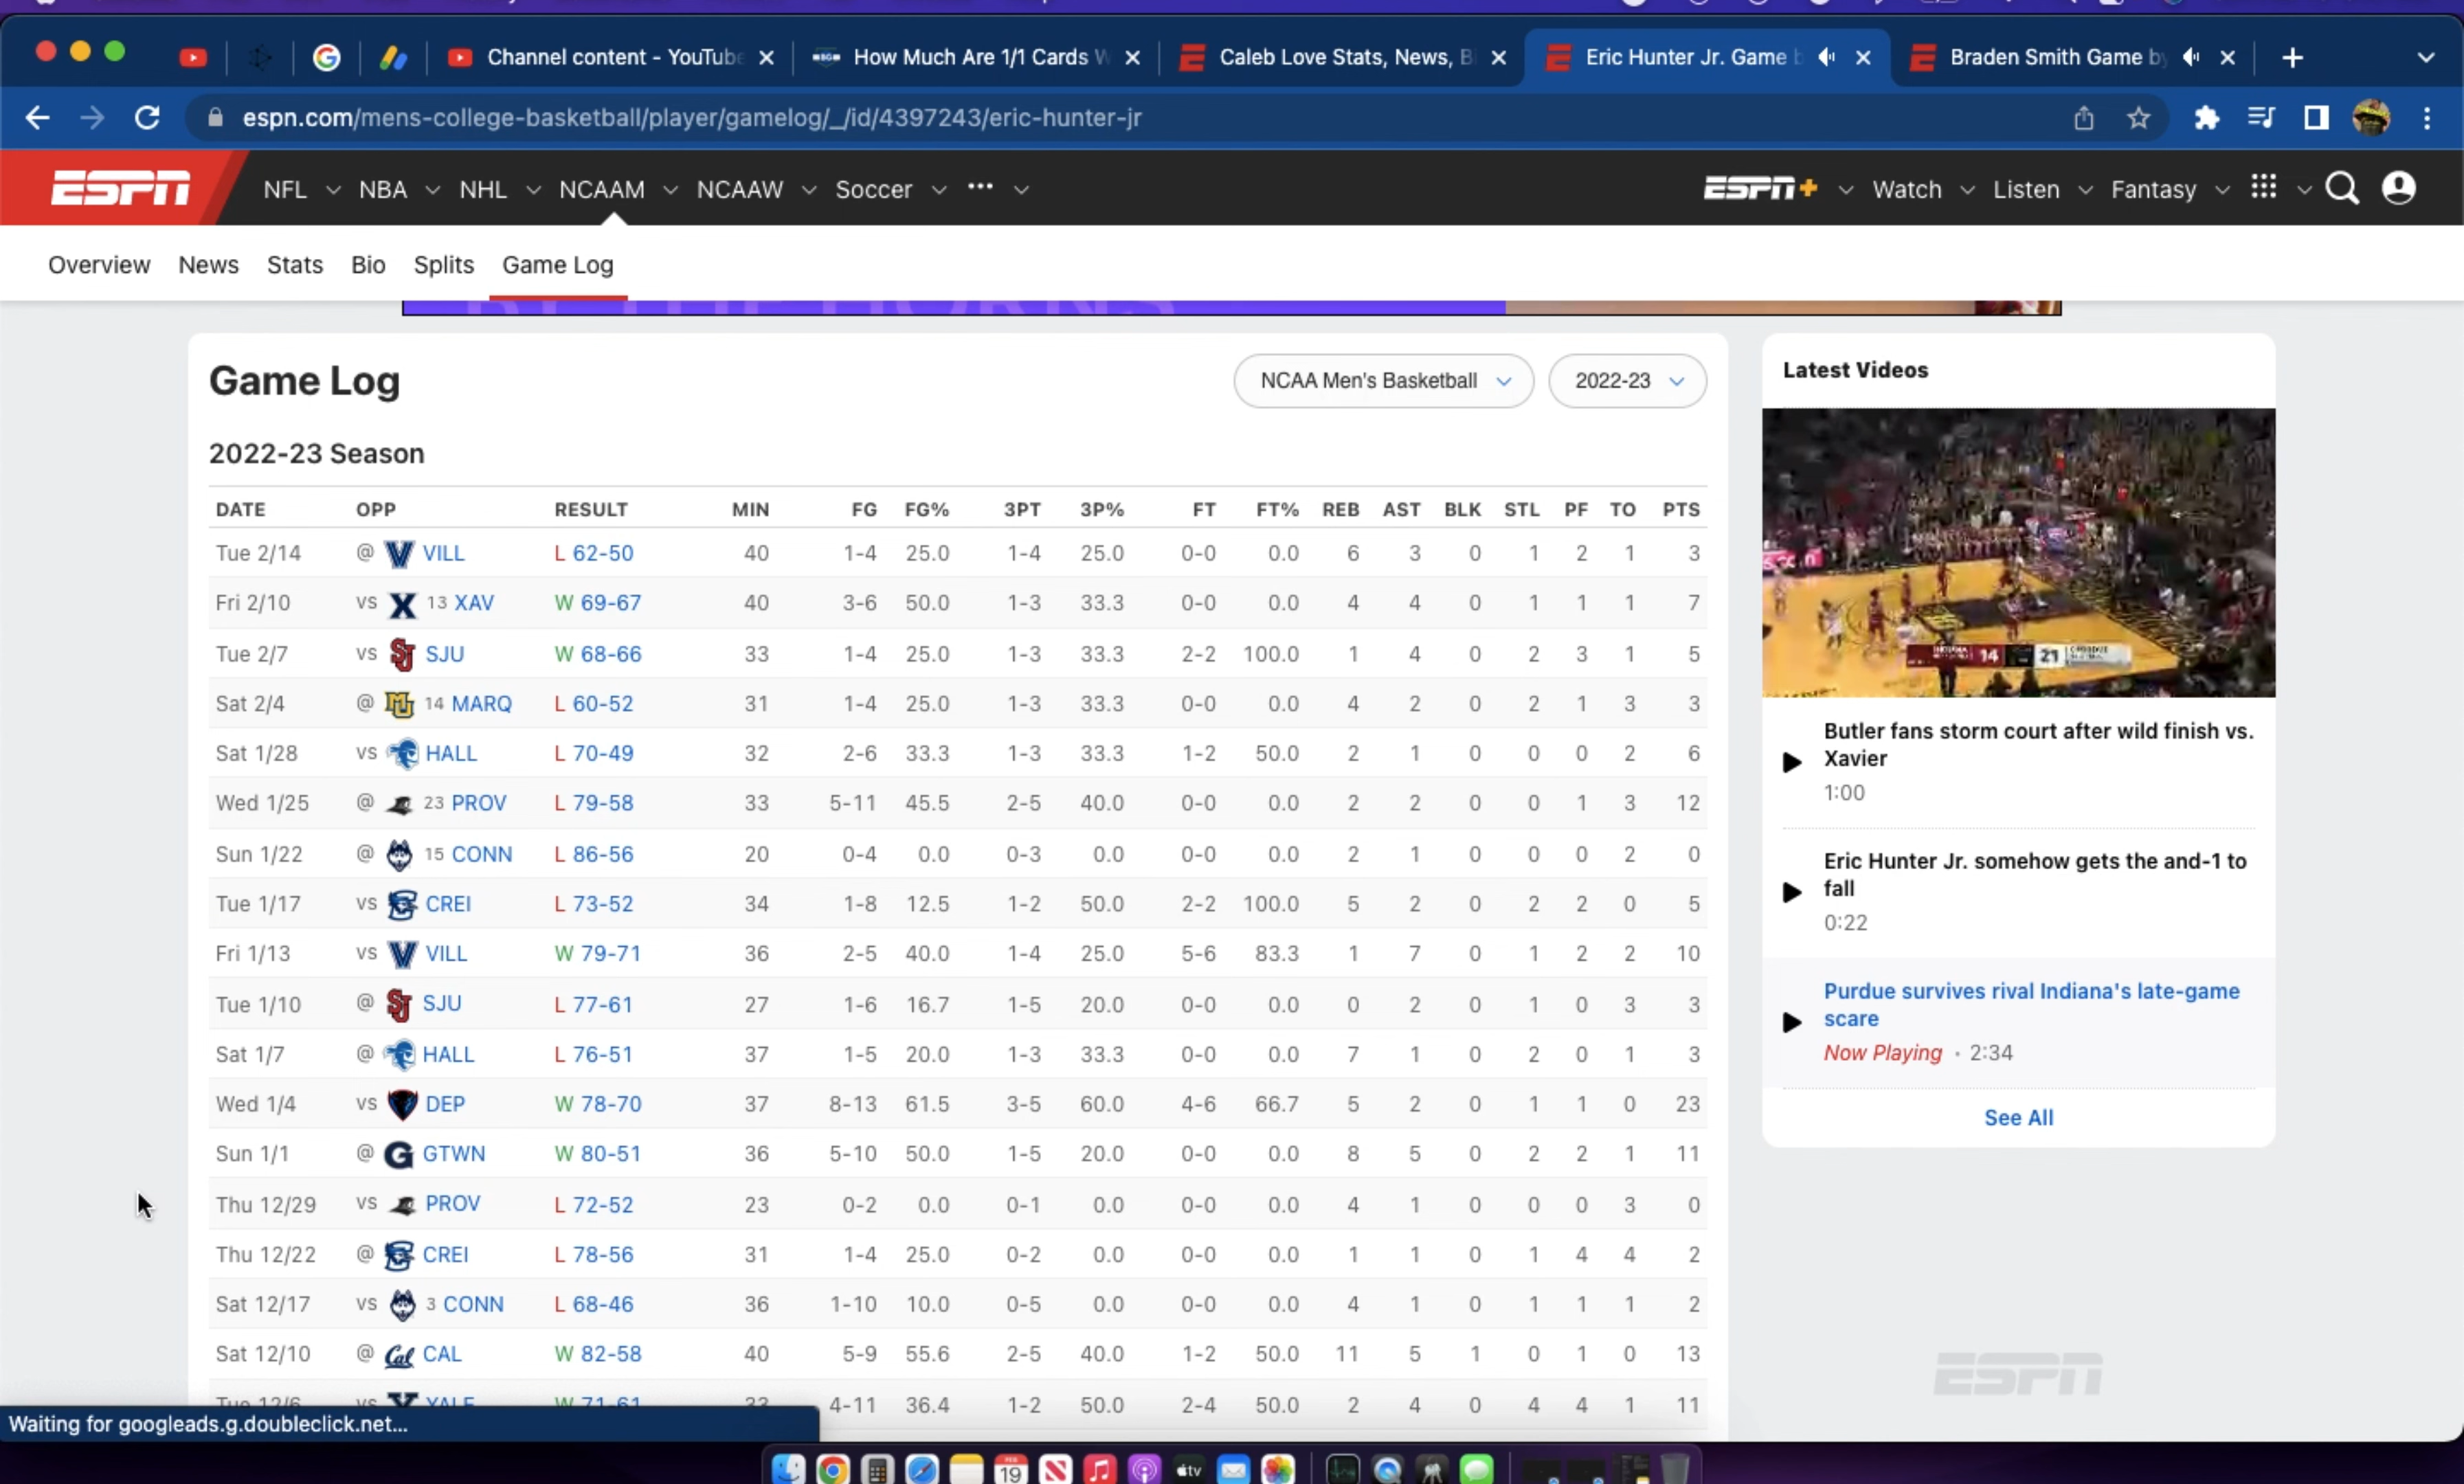 Channel content - YouTube
How Much Are 1/1 Cards W
Caleb Love Stats, News, Bi
Eric Hunter Jr. Game b
Braden Smith Game by
espn.com/mens-college-basketball/player/gamelog/_/id/4397243/eric-hunter-jr
ESPN NFL NBA NHL NCAAM NCAAW Soccer ••• ESPN+ Watch Listen Fantasy
Overview News Stats Bio Splits Game Log
Game Log NCAA Men's Basketball 2022-23
2022-23 Season
DATE OPP RESULT MIN FG FG% 3PT 3P% FT FT% REB AST BLK STL PF TO PTS
Tue 2/14 @ VILL L 62-50 40 1-4 25.0 1-4 25.0 0-0 0.0 6 3 0 1 2 1 3
Fri 2/10 vs 13 XAV W 69-67 40 3-6 50.0 1-3 33.3 0-0 0.0 4 4 0 1 1 1 7
Tue 2/7 vs SJU W 68-66 33 1-4 25.0 1-3 33.3 2-2 100.0 1 4 0 2 3 1 5
Sat 2/4 @ 14 MARQ L 60-52 31 1-4 25.0 1-3 33.3 0-0 0.0 4 2 0 2 1 3 3
Sat 1/28 vs HALL L 70-49 32 2-6 33.3 1-3 33.3 1-2 50.0 2 1 0 0 0 2 6
Wed 1/25 @ 23 PROV L 79-58 33 5-11 45.5 2-5 40.0 0-0 0.0 2 2 0 0 1 3 12
Sun 1/22 @ 15 CONN L 86-56 20 0-4 0.0 0-3 0.0 0-0 0.0 2 1 0 0 0 2 0
Tue 1/17 vs CREI L 73-52 34 1-8 12.5 1-2 50.0 2-2 100.0 5 2 0 2 2 0 5
Fri 1/13 vs VILL W 79-71 36 2-5 40.0 1-4 25.0 5-6 83.3 1 7 0 1 2 2 10
Tue 1/10 @ SJU L 77-61 27 1-6 16.7 1-5 20.0 0-0 0.0 0 2 0 1 0 3 3
Sat 1/7 @ HALL L 76-51 37 1-5 20.0 1-3 33.3 0-0 0.0 7 1 0 2 0 1 3
Wed 1/4 vs DEP W 78-70 37 8-13 61.5 3-5 60.0 4-6 66.7 5 2 0 1 1 0 23
Sun 1/1 @ GTWN W 80-51 36 5-10 50.0 1-5 20.0 0-0 0.0 8 5 0 2 2 1 11
Thu 12/29 vs PROV L 72-52 23 0-2 0.0 0-1 0.0 0-0 0.0 4 1 0 0 0 3 0
Thu 12/22 @ CREI L 78-56 31 1-4 25.0 0-2 0.0 0-0 0.0 1 1 0 1 4 4 2
Sat 12/17 vs 3 CONN L 68-46 36 1-10 10.0 0-5 0.0 0-0 0.0 4 1 0 1 1 1 2
Sat 12/10 @ Cal CAL W 82-58 40 5-9 55.6 2-5 40.0 1-2 50.0 11 5 1 0 1 0 13
Tue 12/6 vs YALE W 71-61 33 4-11 36.4 1-2 50.0 2-4 50.0 2 4 0 4 4 1 11
Latest Videos
INDIANA 14 21 PURDUE
Butler fans storm court after wild finish vs.
Xavier
1:00
Eric Hunter Jr. somehow gets the and-1 to
fall
0:22
Purdue survives rival Indiana's late-game
scare
Now Playing • 2:34
See All
ESPN
Waiting for googleads.g.doubleclick.net...
FEB
19
tv